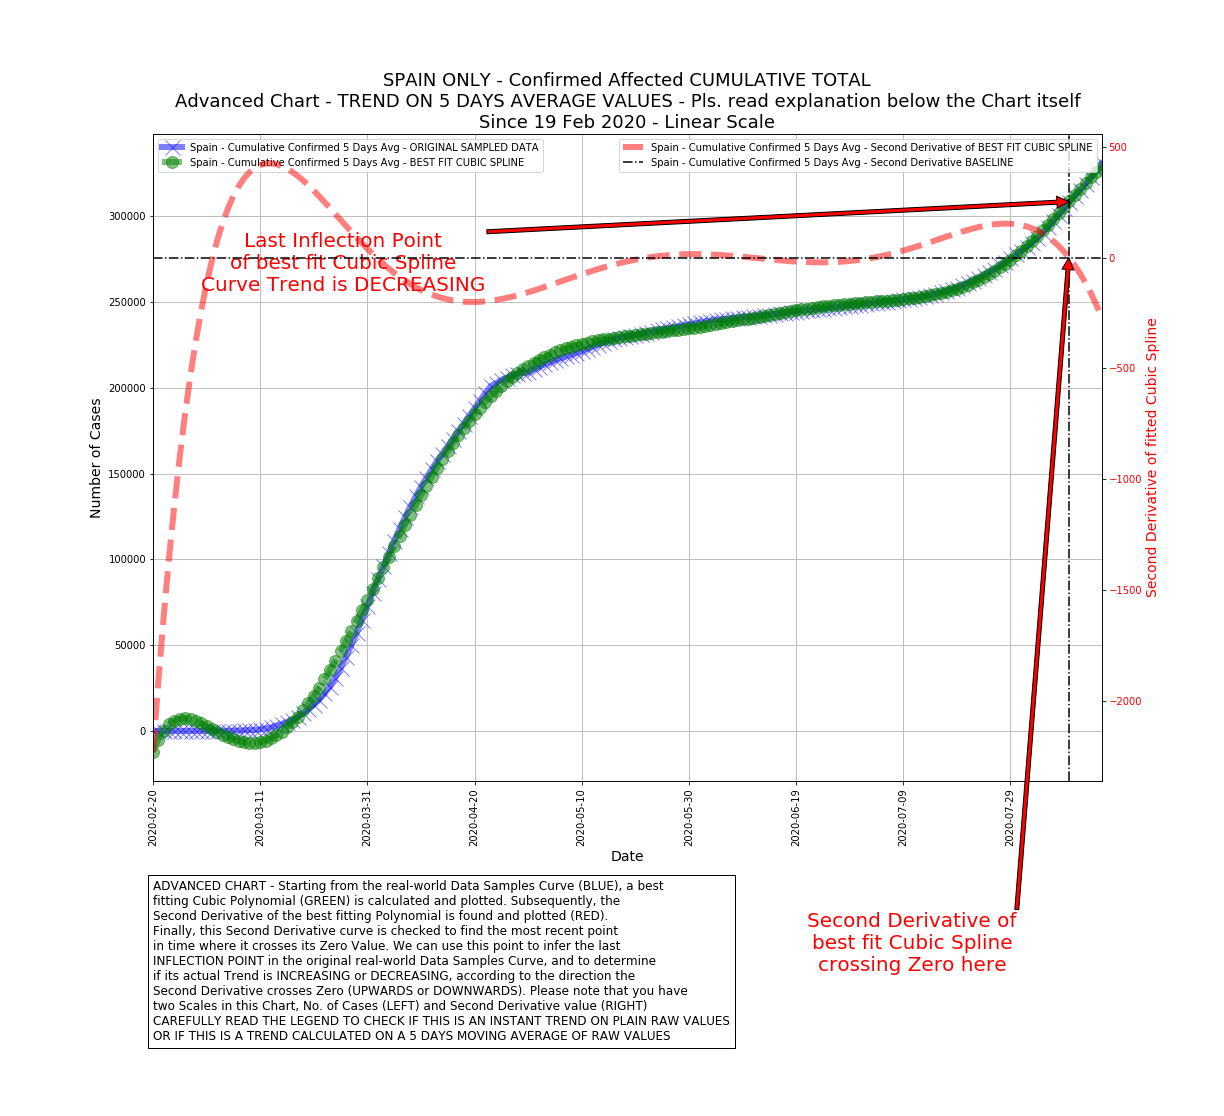 SPAIN ONLY - Confirmed Affected CUMULATIVE TOTAL
Advanced Chart - TREND ON 5 DAYS AVERAGE VALUES - Pls. read explanation below the Chart itself
Since 19 Feb 2020 - Linear Scale
Spain - Cumulative Confirmed 5 Days Avg - ORIGINAL SAMPLED DATA
Spain - Cumulative Confirmed 5 Days Avg - BEST FIT CUBIC SPLINE
Spain - Cumulative Confirmed 5 Days Avg - Second Derivative of BEST FIT CUBIC SPLINE
Spain - Cumulative Confirmed 5 Days Avg - Second Derivative BASELINE
Last Inflection Point
of best fit Cubic Spline
Curve Trend is DECREASING
Number of Cases
300000
250000
200000
150000
100000
50000
0
500
0
−500
−1000
−1500
−2000
Second Derivative of fitted Cubic Spline
2020-02-20
2020-03-11
2020-03-31
2020-04-20
2020-05-10
2020-05-30
2020-06-19
2020-07-09
2020-07-29
Date
ADVANCED CHART - Starting from the real-world Data Samples Curve (BLUE), a best
fitting Cubic Polynomial (GREEN) is calculated and plotted. Subsequently, the
Second Derivative of the best fitting Polynomial is found and plotted (RED).
Finally, this Second Derivative curve is checked to find the most recent point
in time where it crosses its Zero Value. We can use this point to infer the last
INFLECTION POINT in the original real-world Data Samples Curve, and to determine
if its actual Trend is INCREASING or DECREASING, according to the direction the
Second Derivative crosses Zero (UPWARDS or DOWNWARDS). Please note that you have
two Scales in this Chart, No. of Cases (LEFT) and Second Derivative value (RIGHT)
CAREFULLY READ THE LEGEND TO CHECK IF THIS IS AN INSTANT TREND ON PLAIN RAW VALUES
OR IF THIS IS A TREND CALCULATED ON A 5 DAYS MOVING AVERAGE OF RAW VALUES
Second Derivative of
best fit Cubic Spline
crossing Zero here